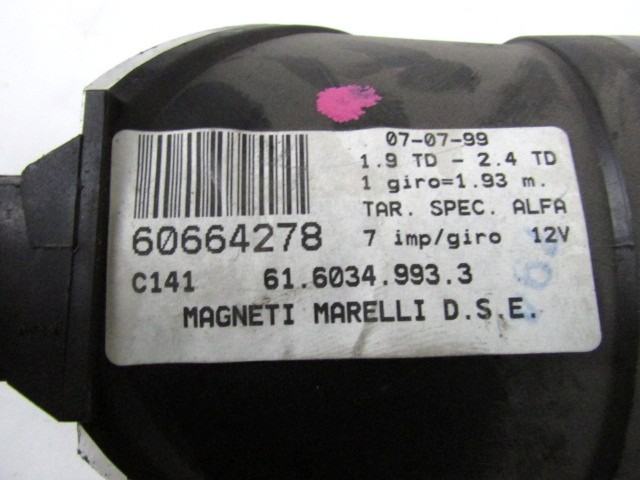 07-07-99
1.9 TD - 2.4 TD
1 giro=1.93 m.
TAR. SPEC. ALFA
60664278 7 imp/giro 12V
C141 61.6034.993.3
MAGNETI MARELLI D.S.E.